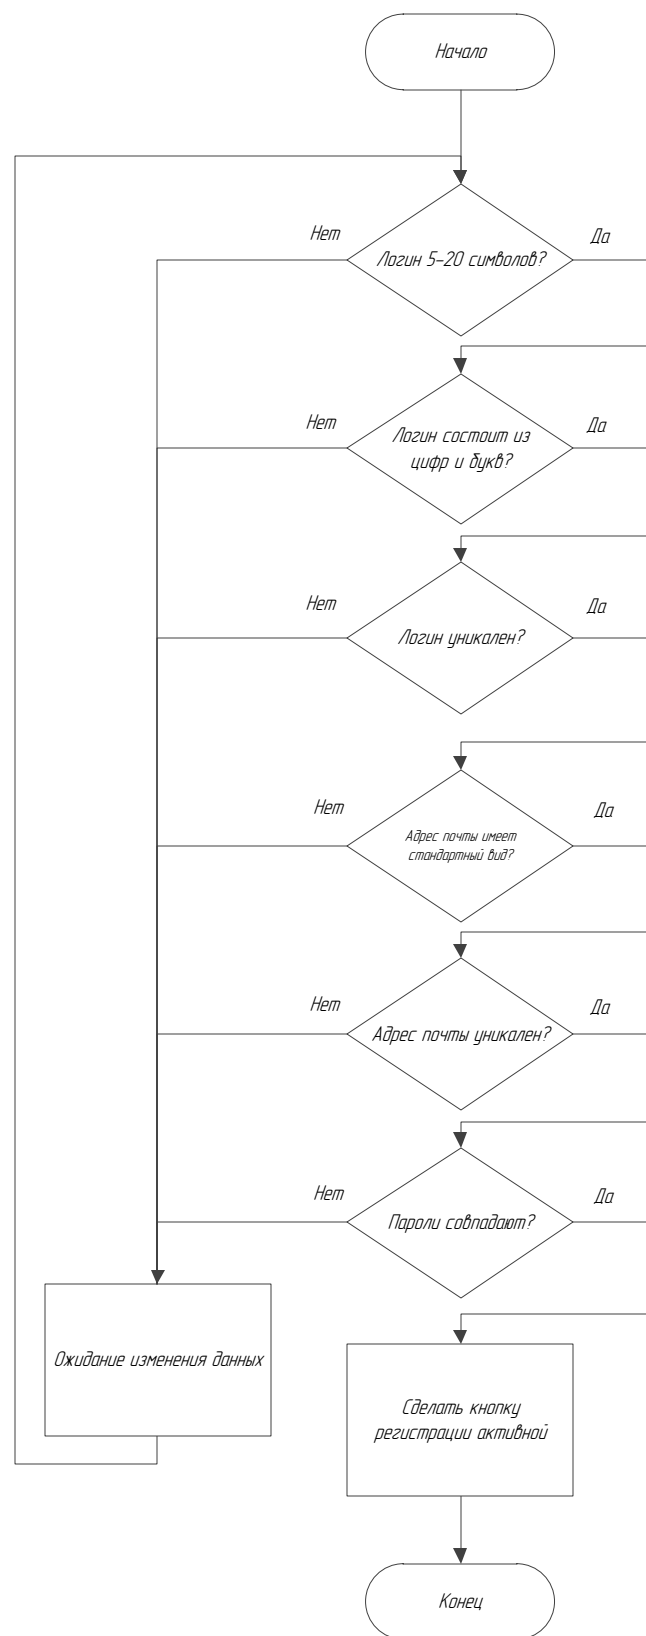 Начало
Нет
Да
Логин 5-20 символов?
Нет
Да
Логин состоит из
цифр и букв?
Нет
Да
Логин уникален?
Нет
Да
Адрес почты имеет
стандартный вид?
Нет
Да
Адрес почты уникален?
Нет
Да
Пароли совпадают?
Ожидание изменения данных
Сделать кнопку
регистрации активной
Конец